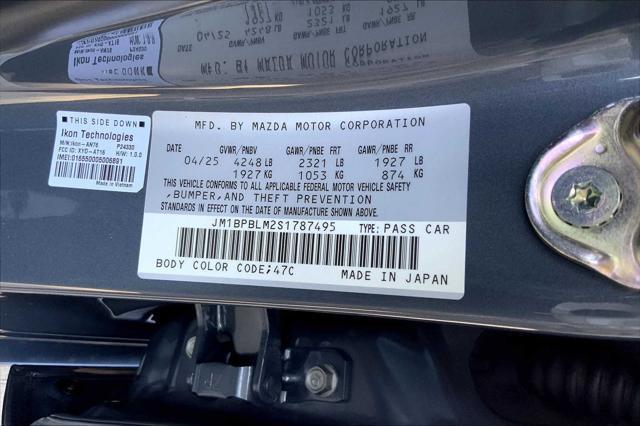 THIS SIDE DOWN
Ikon Technologies
M/N:Ikon-AN76 P24330
FCC ID: XYO-AT16 H/W: 1.0.0
IMEI:016550005006891
Made in Vietnam
MFD. BY MAZDA MOTOR CORPORATION
GVWR/PNBV GAWR/PNBE FRT GAWR/PNBE RR
04/25 4248 LB 2321 LB 1927 LB
1927 KG 1053 KG 874 KG
THIS VEHICLE CONFORMS TO ALL APPLICABLE FEDERAL MOTOR VEHICLE SAFETY
,BUMPER,AND THEFT PREVENTION
STANDARDS IN EFFECT ON THE DATE OF MANUFACTURE SHOWN ABOVE.
JM1BPBLM2S1787495 TYPE: PASS CAR
BODY COLOR CODE;47C MADE IN JAPAN